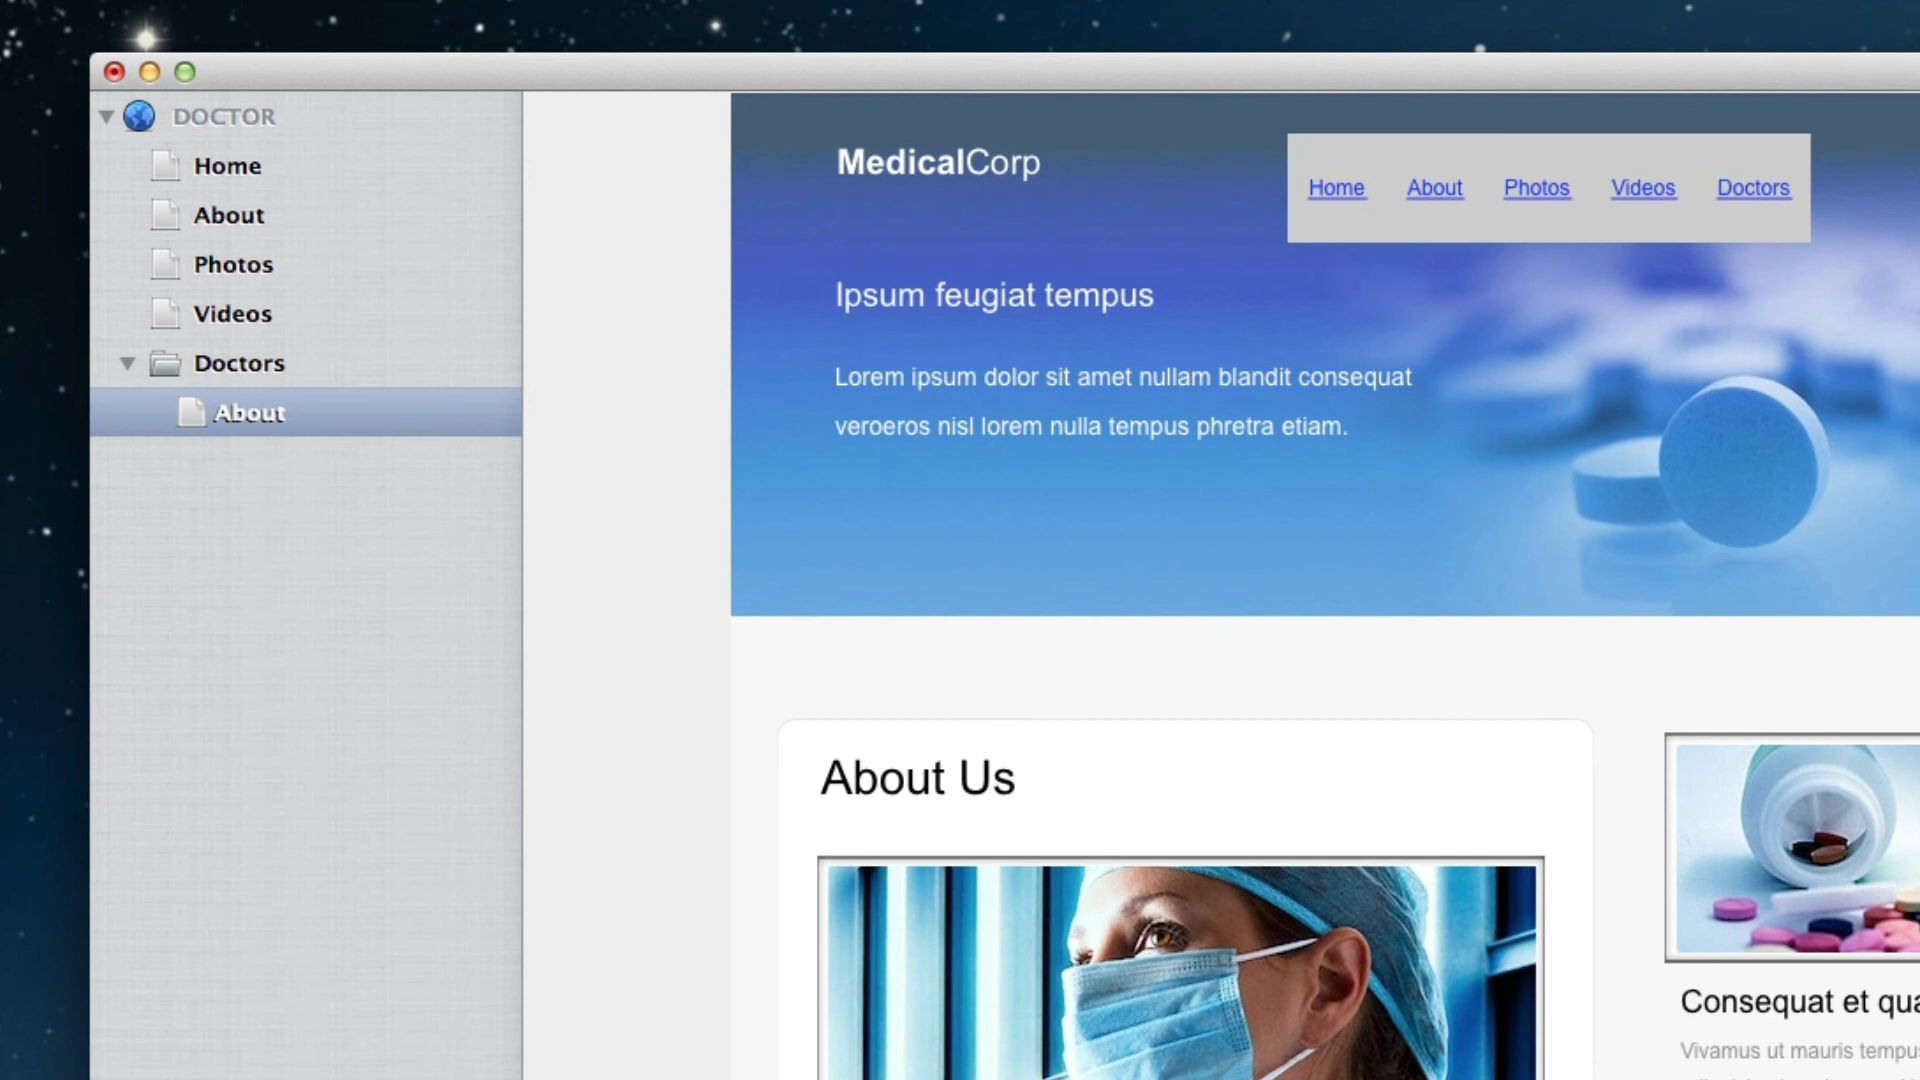 DOCTOR
Home
About
Photos
Videos
Doctors
About
MedicalCorp
Home About Photos Videos Doctors
Ipsum feugiat tempus
Lorem ipsum dolor sit amet nullam blandit consequat
veroeros nisl lorem nulla tempus phretra etiam.
About Us
Consequat et qua
Vivamus ut mauris tempus